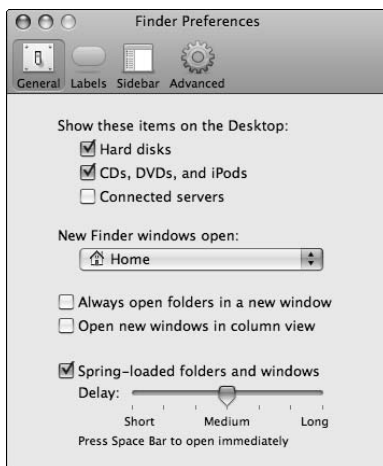 Finder Preferences
General Labels Sidebar Advanced
Show these items on the Desktop:
Hard disks
CDs, DVDs, and iPods
Connected servers
New Finder windows open:
Home
Always open folders in a new window
Open new windows in column view
Spring-loaded folders and windows
Delay:
Short Medium Long
Press Space Bar to open immediately